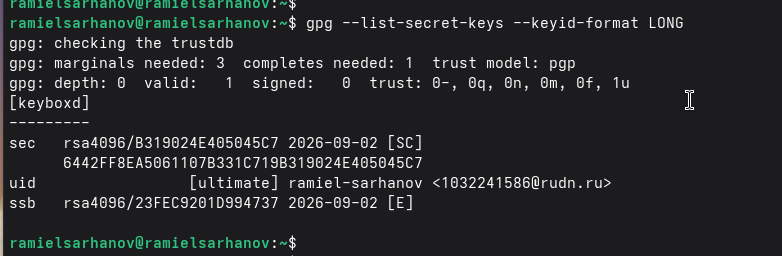 ramielsarhanov@ramielsarhanov:~$
ramielsarhanov@ramielsarhanov:~$ gpg --list-secret-keys --keyid-format LONG
gpg: checking the trustdb
gpg: marginals needed: 3  completes needed: 1  trust model: pgp
gpg: depth: 0  valid:   1  signed:   0  trust: 0-, 0q, 0n, 0m, 0f, 1u
[keyboxd]
---------
sec   rsa4096/B319024E405045C7 2026-09-02 [SC]
      6442FF8EA5061107B331C719B319024E405045C7
uid                 [ultimate] ramiel-sarhanov <1032241586@rudn.ru>
ssb   rsa4096/23FEC9201D994737 2026-09-02 [E]
ramielsarhanov@ramielsarhanov:~$